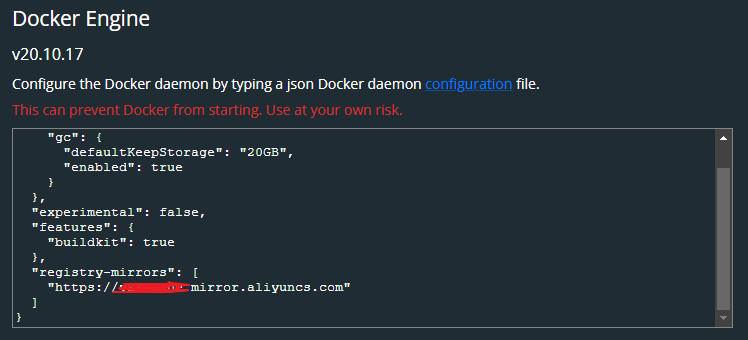 Docker Engine
v20.10.17
Configure the Docker daemon by typing a json Docker daemon configuration file.
This can prevent Docker from starting. Use at your own risk.
"gc": {
"defaultKeepStorage": "20GB",
"enabled": true
}
},
"experimental": false,
"features": {
"buildkit": true
},
"registry-mirrors": [
"https:// mirror.aliyuncs.com"
]
}